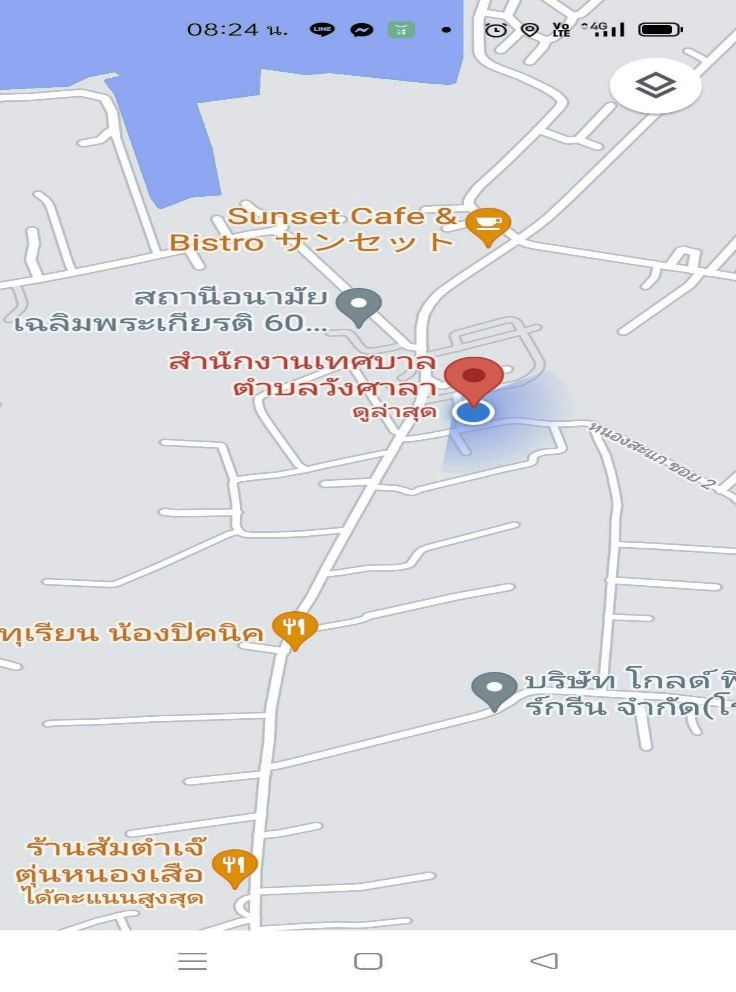 08:24 น.
Sunset Cafe &
Bistro サンセット
สถานีอนามัย
เฉลิมพระเกียรติ 60...
สำนักงานเทศบาล
ตำบลวังศาลา
ดูล่าสุด
หนองสะแก ซอย 2
ทุเรียน น้องปิคนิค
บริษัท โกลด์
ร์กรีน จำกัด
ร้านส้มตำเจ๊
ตุ่นหนองเสือ
ได้คะแนนสูงสุด